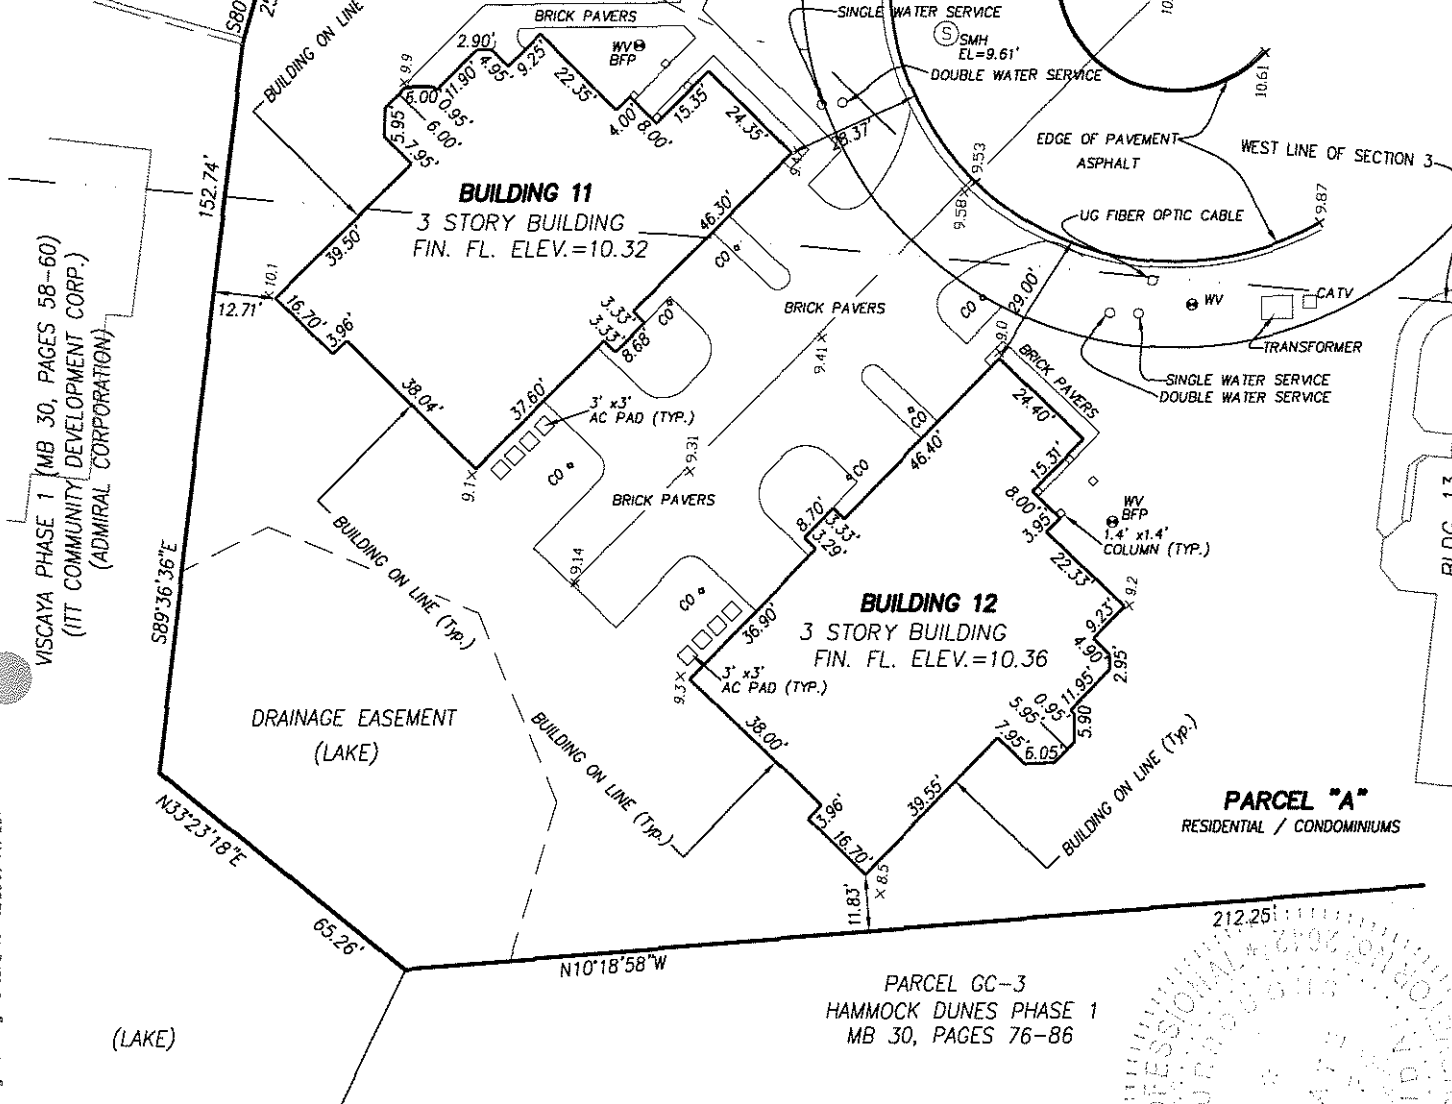 S80
25
BUILDING ON LINE
BRICK PAVERS
2.90'
4.95'
9.25'
22.35'
WV
BFP
9.9
6.00'
0.95'
11.90'
6.00'
5.95'
7.95'
4.00'
8.00'
15.35'
24.35'
SINGLE WATER SERVICE
S
SMH
EL=9.61'
DOUBLE WATER SERVICE
28.37'
10.61
EDGE OF PAVEMENT
ASPHALT
WEST LINE OF SECTION 3
9.53
9.58
9.87
UG FIBER OPTIC CABLE
152.74'
BUILDING 11
3 STORY BUILDING
FIN. FL. ELEV.=10.32
39.50'
46.30'
CO
10.1
12.71'
16.70'
3.96'
38.04'
3.33'
3.33'
8.68'
CO
37.60'
3' x3'
AC PAD (TYP.)
CO
9.1
BRICK PAVERS
9.41
CO
29.00'
9.0
WV
CATV
TRANSFORMER
SINGLE WATER SERVICE
DOUBLE WATER SERVICE
BRICK PAVERS
24.40'
9.31
BRICK PAVERS
9.14
CO
46.40'
CO
8.70'
3.33'
3.29'
15.31'
8.00'
3.95'
WV
BFP
1.4' x1.4'
COLUMN (TYP.)
22.33'
9.2
BLDG 13
VISCAYA PHASE 1 (MB 30, PAGES 58-60)
(ITT COMMUNITY DEVELOPMENT CORP.)
(ADMIRAL CORPORATION)
S89°36'36"E
BUILDING ON LINE (Typ.)
CO
36.90'
BUILDING 12
3 STORY BUILDING
FIN. FL. ELEV.=10.36
9.3
3' x3'
AC PAD (TYP.)
9.23'
4.90'
2.95'
11.95'
0.95'
5.95'
5.90'
7.95'
6.05'
DRAINAGE EASEMENT
(LAKE)
BUILDING ON LINE (Typ.)
38.00'
3.96'
16.70'
39.55'
BUILDING ON LINE (Typ.)
PARCEL "A"
RESIDENTIAL / CONDOMINIUMS
N33°23'18"E
65.26'
11.83'
8.5
N10°18'58"W
212.25'
PARCEL GC-3
HAMMOCK DUNES PHASE 1
MB 30, PAGES 76-86
(LAKE)